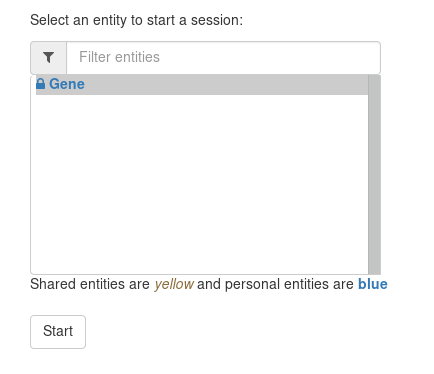 Select an entity to start a session:
Filter entities
Gene
Shared entities are yellow and personal entities are blue
Start